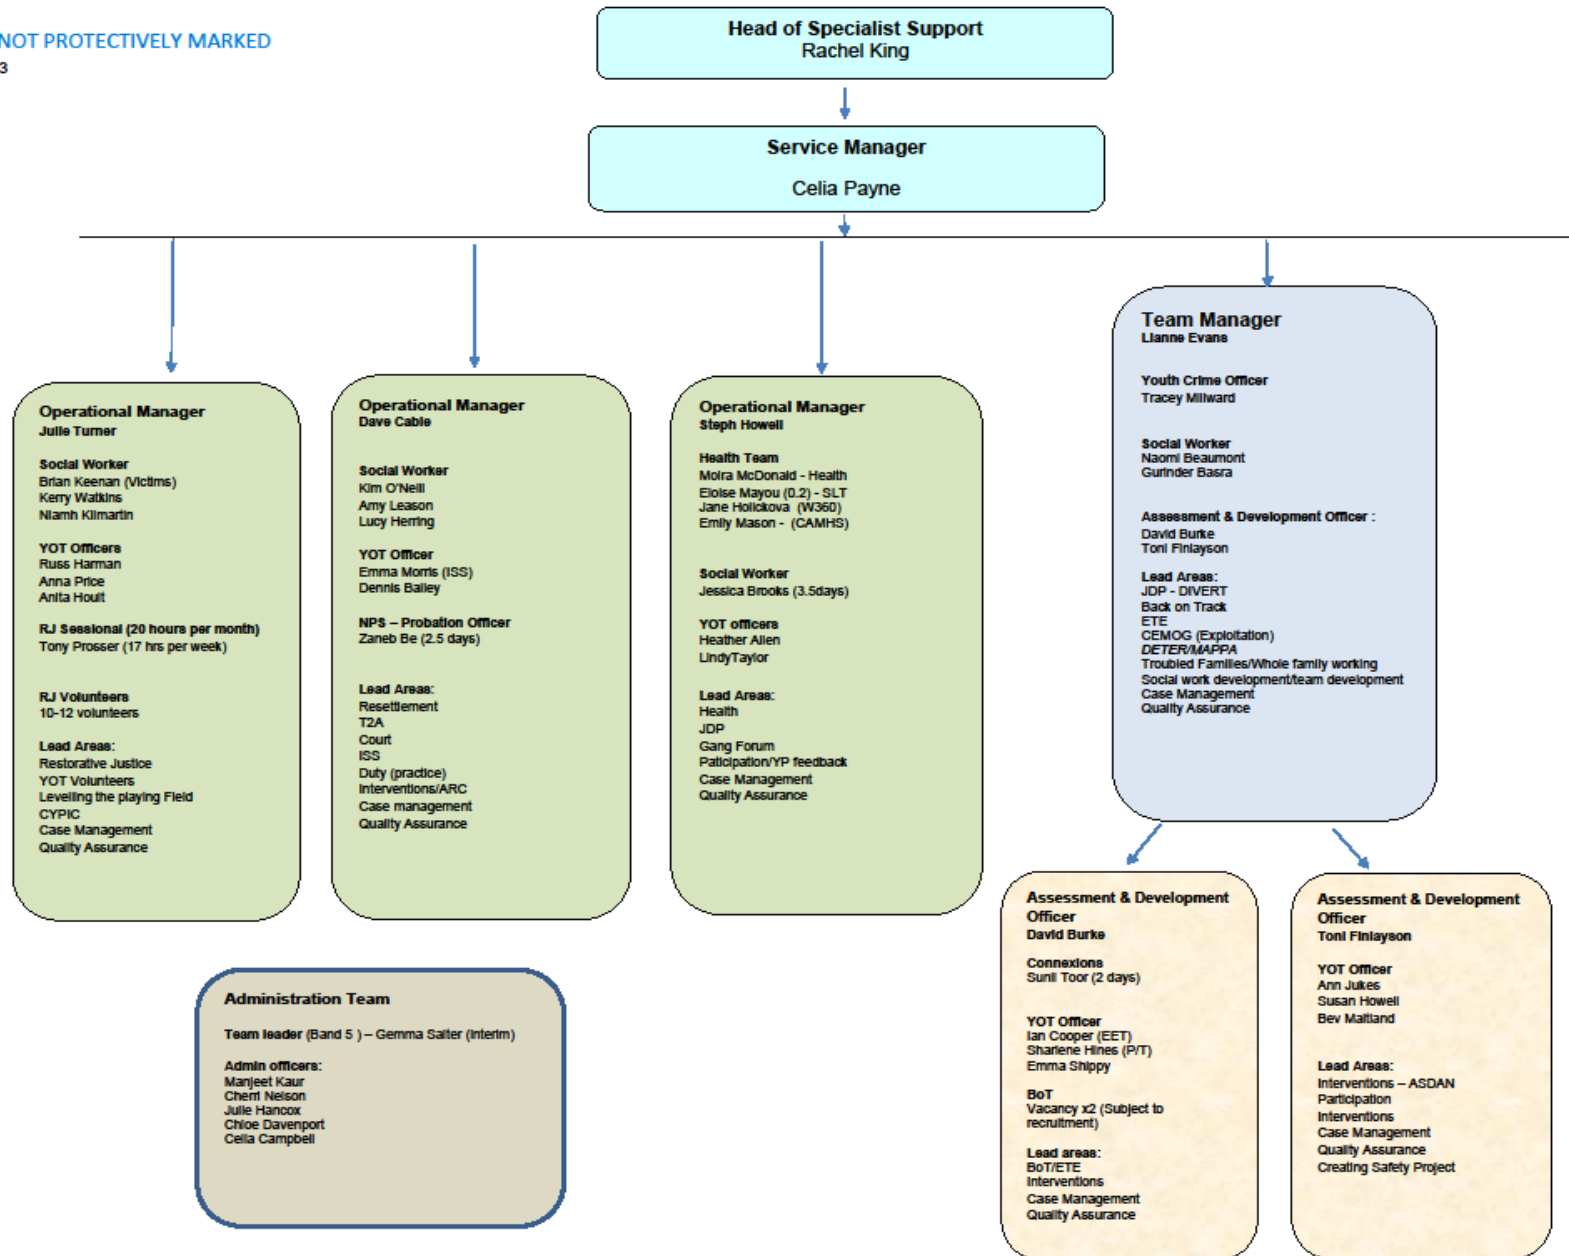 NOT PROTECTIVELY MARKED
3
Head of Specialist Support
Rachel King
Service Manager
Celia Payne
Operational Manager
Julie Turner
Social Worker
Brian Keenan (Victims)
Kerry Watkins
Niamh Kilmartin
YOT Officers
Russ Harman
Anna Price
Anita Hoult
RJ Sessional (20 hours per month)
Tony Prosser (17 hrs per week)
RJ Volunteers
10-12 volunteers
Lead Areas:
Restorative Justice
YOT Volunteers
Levelling the playing Field
CYPIC
Case Management
Quality Assurance
Operational Manager
Dave Cable
Social Worker
Kim O'Neill
Amy Leason
Lucy Herring
YOT Officer
Emma Morris (ISS)
Dennis Bailey
NPS – Probation Officer
Zaneb Be (2.5 days)
Lead Areas:
Resettlement
T2A
Court
ISS
Duty (practice)
Interventions/ARC
Case management
Quality Assurance
Operational Manager
Steph Howell
Health Team
Moira McDonald - Health
Eloise Mayou (0.2) - SLT
Jane Holickova (W360)
Emily Mason - (CAMHS)
Social Worker
Jessica Brooks (3.5days)
YOT officers
Heather Allen
LindyTaylor
Lead Areas:
Health
JDP
Gang Forum
Paticipation/YP feedback
Case Management
Quality Assurance
Team Manager
Lianne Evans
Youth Crime Officer
Tracey Millward
Social Worker
Naomi Beaumont
Gurinder Basra
Assessment & Development Officer :
David Burke
Toni Finlayson
Lead Areas:
JDP - DIVERT
Back on Track
ETE
CEMOG (Exploitation)
DETER/MAPPA
Troubled Families/Whole family working
Social work development/team development
Case Management
Quality Assurance
Assessment & Development
Officer
David Burke
Connexions
Sunil Toor (2 days)
YOT Officer
Ian Cooper (EET)
Sharlene Hines (P/T)
Emma Shippy
BoT
Vacancy x2 (Subject to
recruitment)
Lead areas:
BoT/ETE
Interventions
Case Management
Quality Assurance
Assessment & Development
Officer
Toni Finlayson
YOT Officer
Ann Jukes
Susan Howell
Bev Maitland
Lead Areas:
Interventions – ASDAN
Participation
Interventions
Case Management
Quality Assurance
Creating Safety Project
Administration Team
Team leader (Band 5 ) – Gemma Salter (Interim)
Admin officers:
Manjeet Kaur
Cherri Nelson
Julie Hancox
Chloe Davenport
Celia Campbell